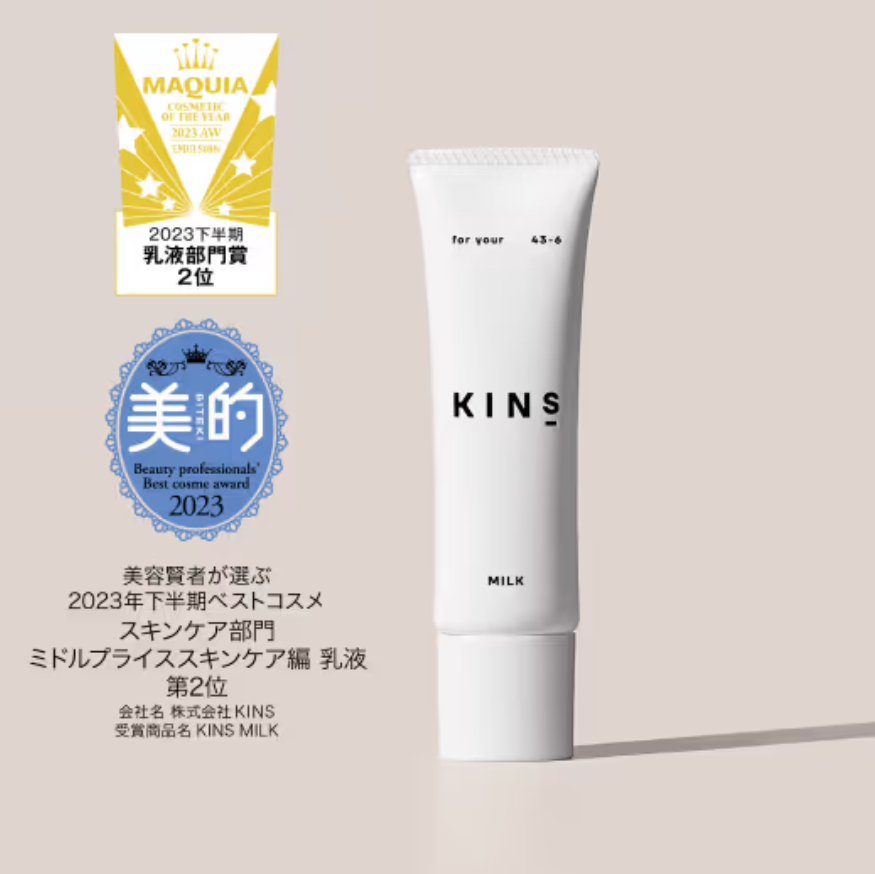 MAQUIA
COSMETIC
OF THE YEAR
2023 AW
EMULSION
2023下半期
乳液部門賞
2位
美的
BITEKI
Beauty professionals'
Best cosme award
2023
美容賢者が選ぶ
2023年下半期ベストコスメ
スキンケア部門
ミドルプライススキンケア編 乳液
第2位
会社名 株式会社KINS
受賞商品名 KINS MILK
for your 43-6
KINS
MILK